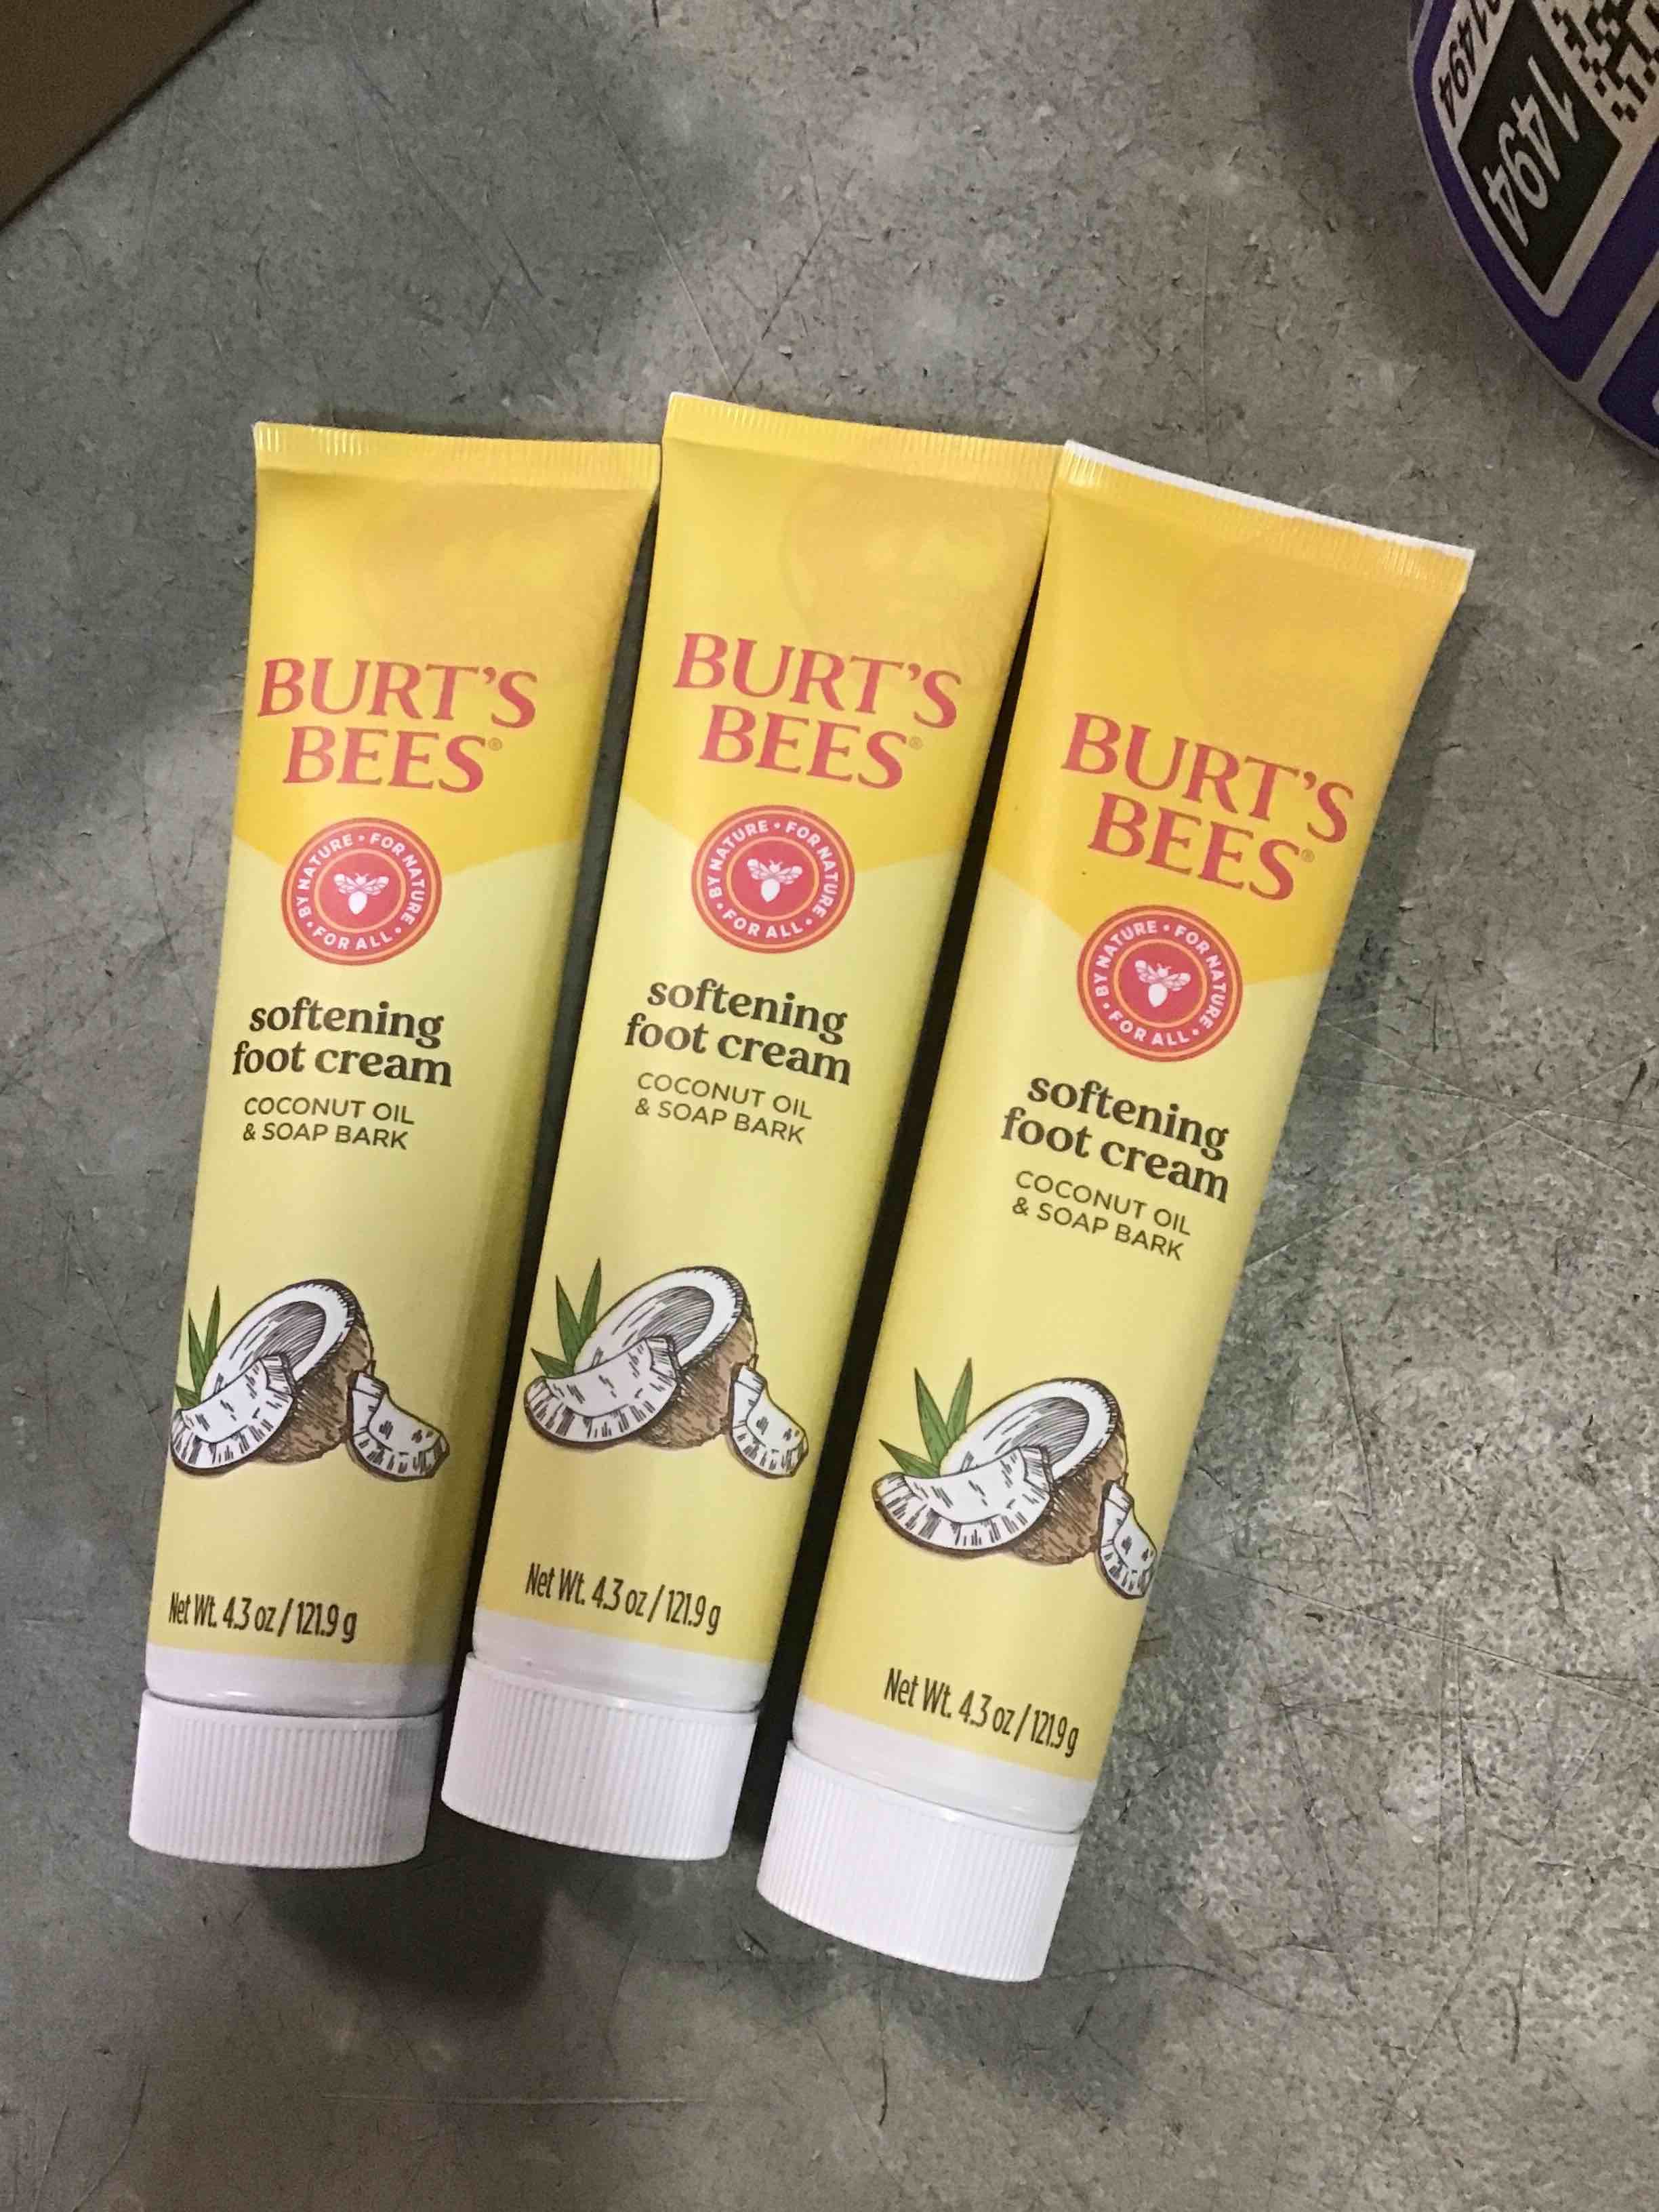 1494
1494
BURT'S
BEES®
BY NATURE • FOR NATURE • FOR ALL •
softening
foot cream
COCONUT OIL
& SOAP BARK
Net Wt. 4.3 oz / 121.9 g
BURT'S
BEES®
BY NATURE • FOR NATURE • FOR ALL •
softening
foot cream
COCONUT OIL
& SOAP BARK
Net Wt. 4.3 oz / 121.9 g
BURT'S
BEES®
BY NATURE • FOR NATURE • FOR ALL •
softening
foot cream
COCONUT OIL
& SOAP BARK
Net Wt. 4.3 oz / 121.9 g